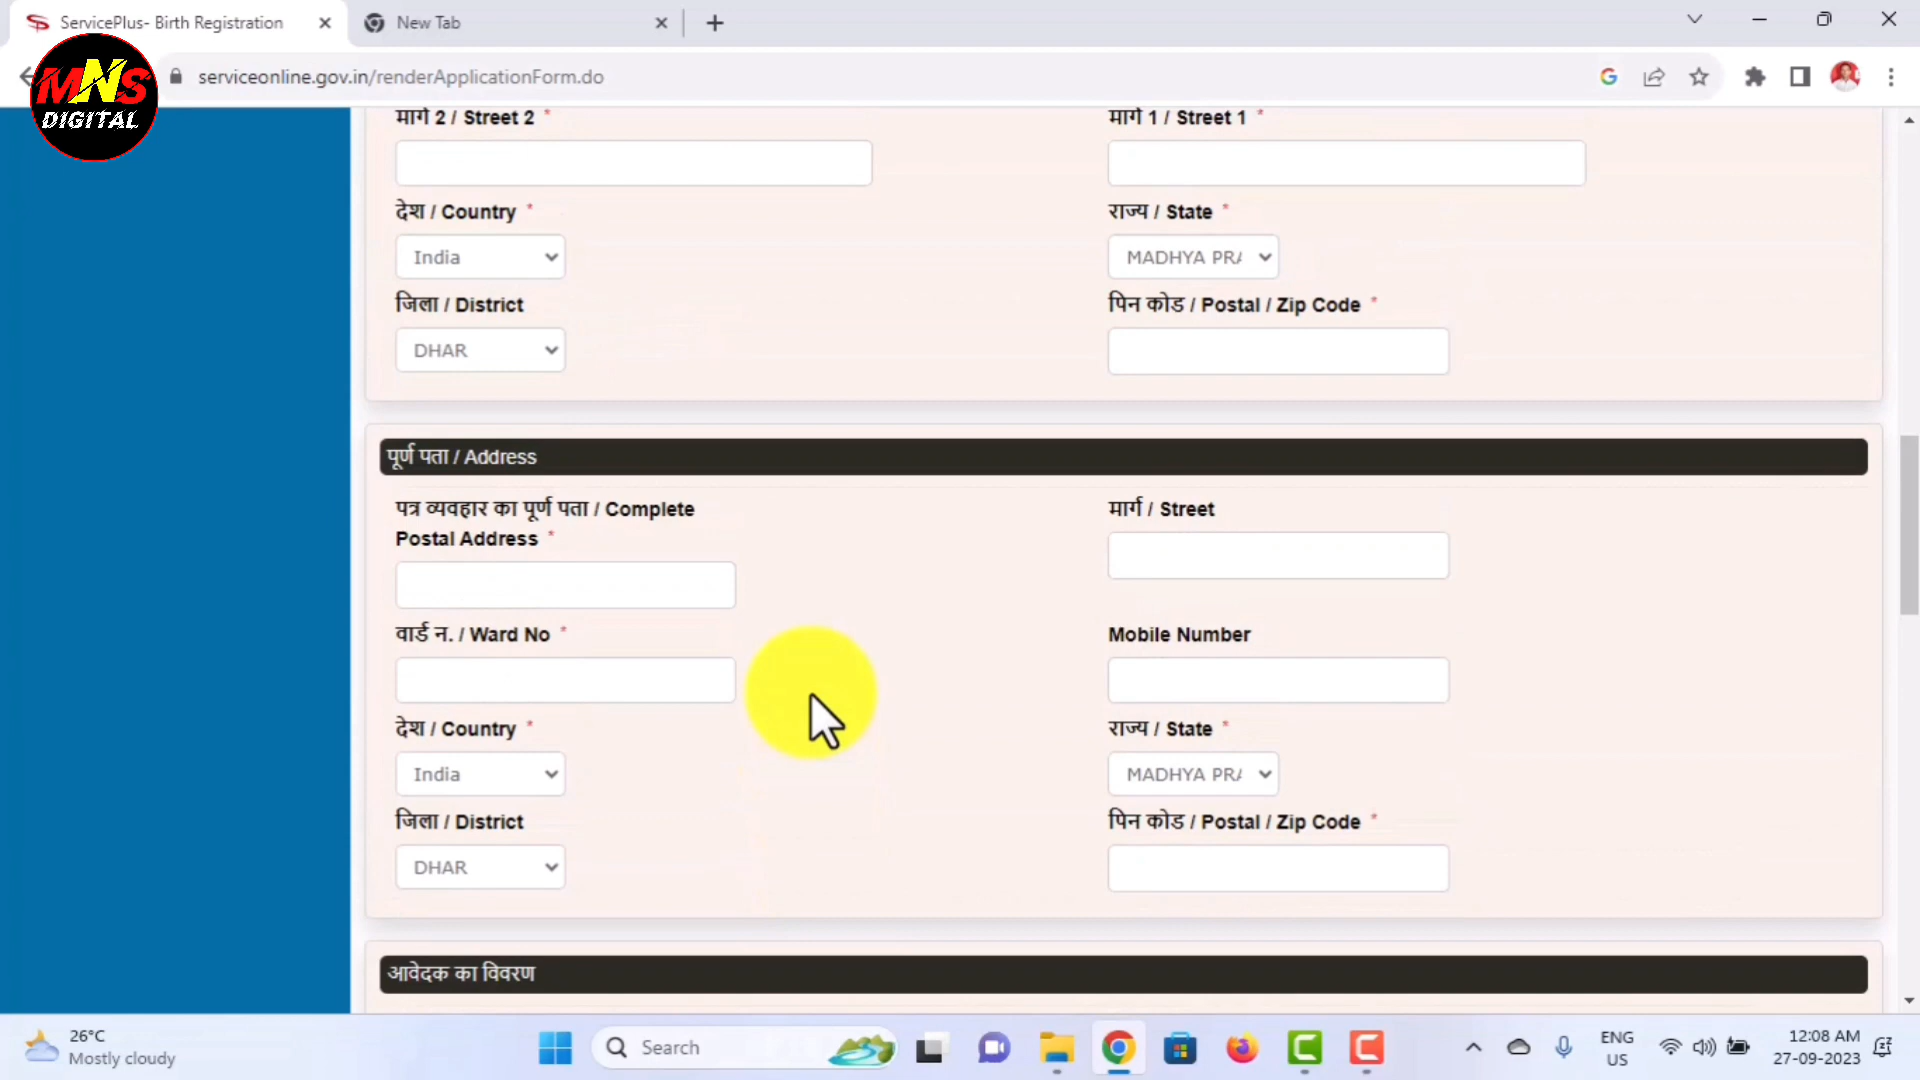 ServicePlus- Birth Registration
New Tab
serviceonline.gov.in/renderApplicationForm.do
MNS
DIGITAL
मार्ग 2 / Street 2 *
मार्ग 1 / Street 1 *
देश / Country *
राज्य / State *
India
MADHYA PRA
जिला / District
पिन कोड / Postal / Zip Code *
DHAR
पूर्ण पता / Address
पत्र व्यवहार का पूर्ण पता / Complete
Postal Address *
मार्ग / Street
वार्ड न. / Ward No *
Mobile Number
देश / Country *
राज्य / State *
India
MADHYA PRA
जिला / District
पिन कोड / Postal / Zip Code *
DHAR
आवेदक का विवरण
26°C
Mostly cloudy
Search
ENG
US
12:08 AM
27-09-2023